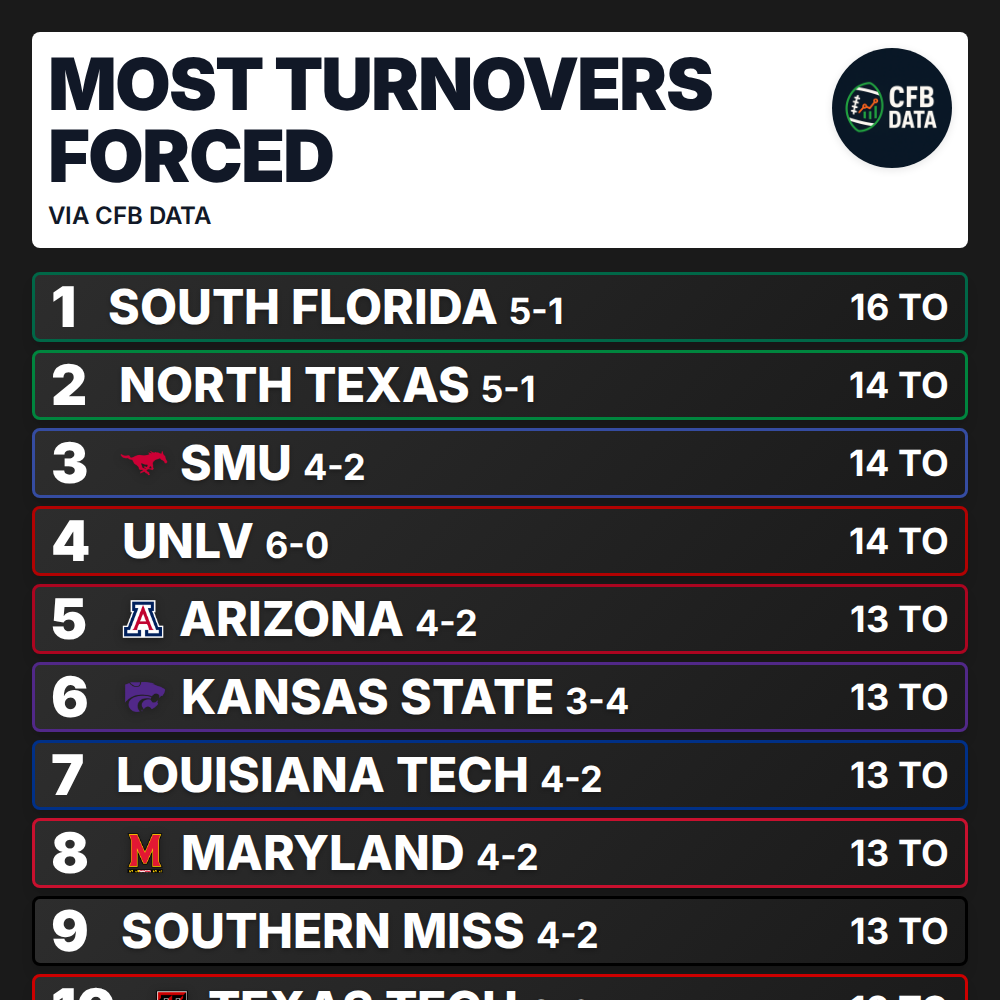 MOST TURNOVERS
FORCED
VIA CFB DATA
CFB
DATA
1 SOUTH FLORIDA 5-1 16 TO
2 NORTH TEXAS 5-1 14 TO
3 SMU 4-2 14 TO
4 UNLV 6-0 14 TO
5 A ARIZONA 4-2 13 TO
6 KANSAS STATE 3-4 13 TO
7 LOUISIANA TECH 4-2 13 TO
8 M MARYLAND 4-2 13 TO
9 SOUTHERN MISS 4-2 13 TO
10 TEXAS TECH